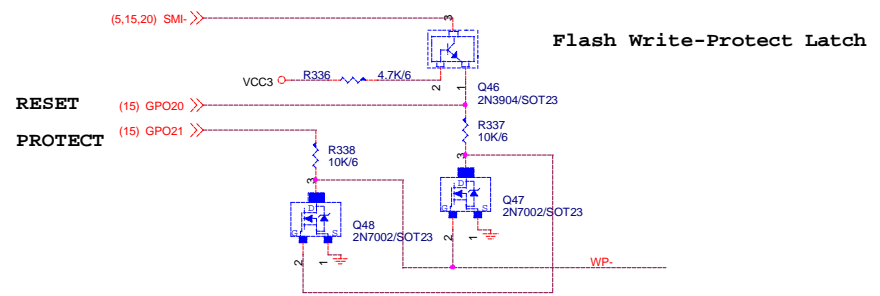 (5,15,20) SMI-
3
Flash Write-Protect Latch
VCC3
R336
4.7K/6
2
1
Q46
2N3904/SOT23
RESET
(15) GPO20
PROTECT
(15) GPO21
R337
10K/6
R338
10K/6
3
3
D
G
S
Q47
2N7002/SOT23
D
G
S
Q48
2N7002/SOT23
2
1
2
1
WP-